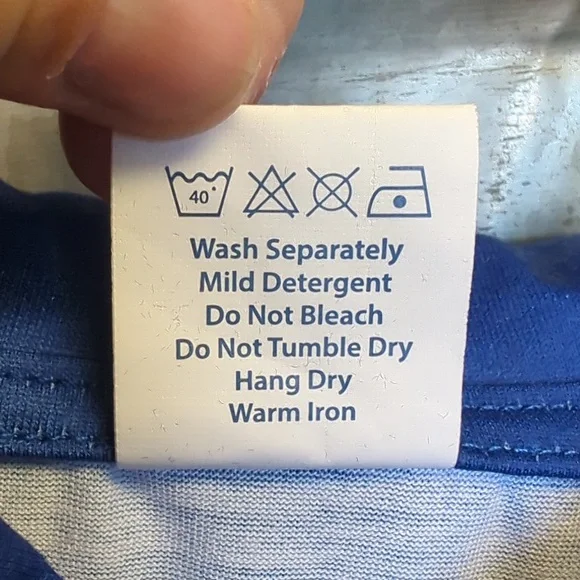 40°
Wash Separately
Mild Detergent
Do Not Bleach
Do Not Tumble Dry
Hang Dry
Warm Iron